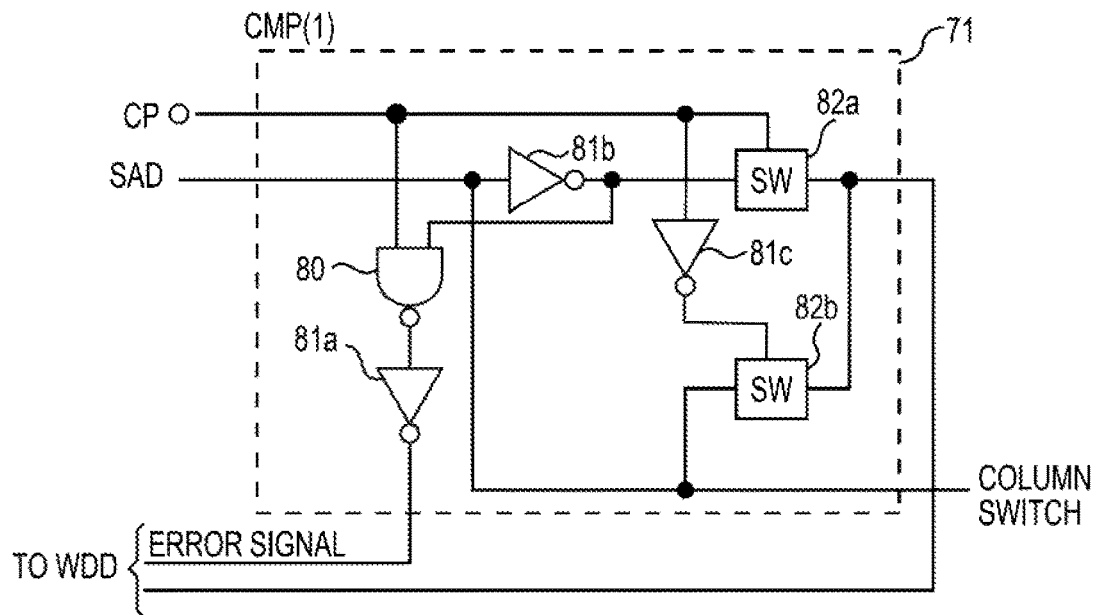 CMP(1)
71
CP
82a
SAD
81b
SW
80
81c
82b
81a
SW
COLUMN
SWITCH
ERROR SIGNAL
TO WDD